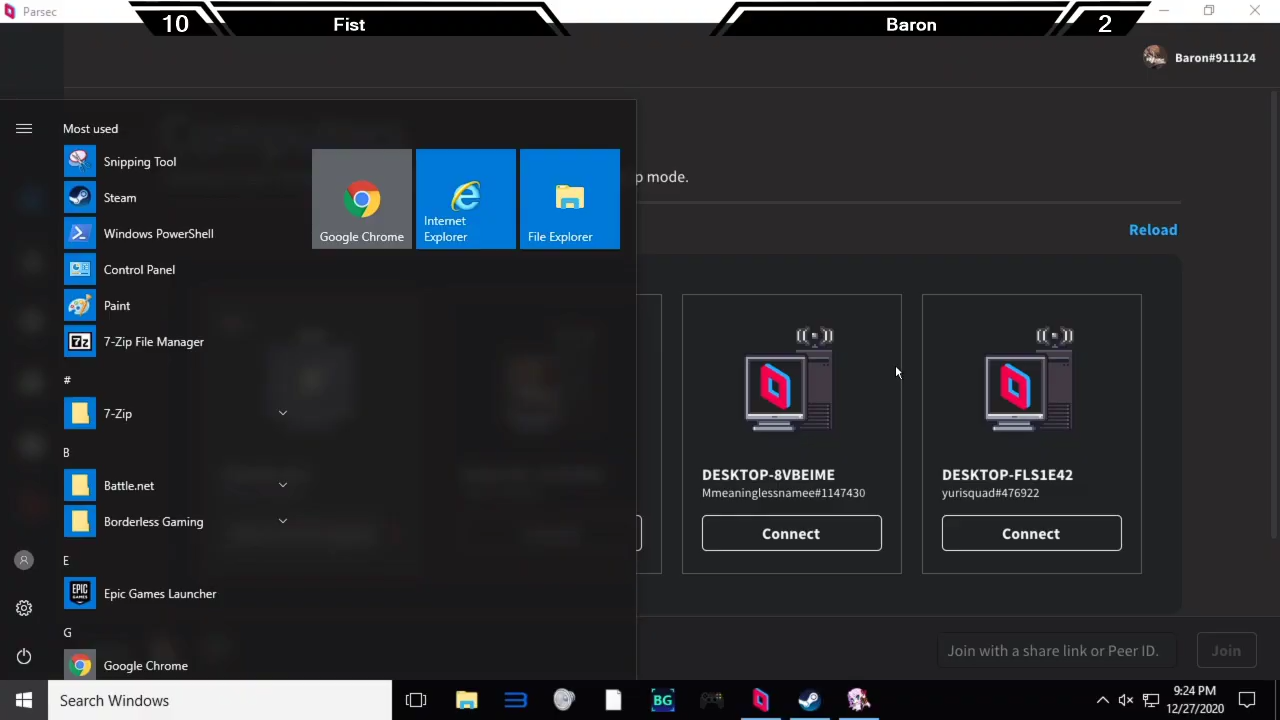 Parsec
10
Fist
Baron
2
Baron#911124
Most used
Snipping Tool
Steam
Windows PowerShell
Control Panel
Paint
7-Zip File Manager
#
7-Zip
B
Battle.net
Borderless Gaming
E
Epic Games Launcher
G
Google Chrome
Google Chrome
Internet
Explorer
File Explorer
p mode.
Reload
DESKTOP-8VBEIME
Mmeaninglessnamee#1147430
Connect
DESKTOP-FLS1E42
yurisquad#476922
Connect
Join with a share link or Peer ID.
Join
Search Windows
BG
9:24 PM
12/27/2020